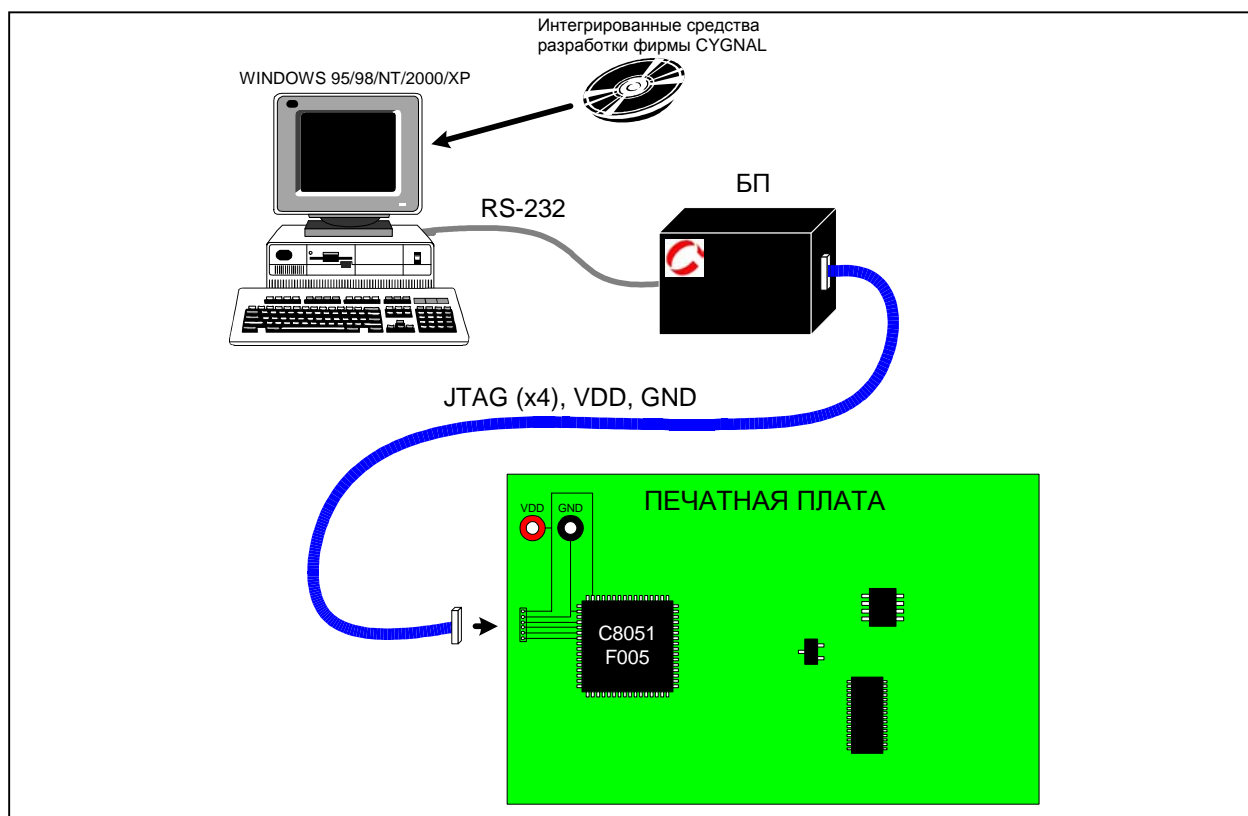 Интегрированные средства
разработки фирмы CYGNAL
WINDOWS 95/98/NT/2000/XP
БП
RS-232
JTAG (x4), VDD, GND
ПЕЧАТНАЯ ПЛАТА
VDD
GND
C8051
F005